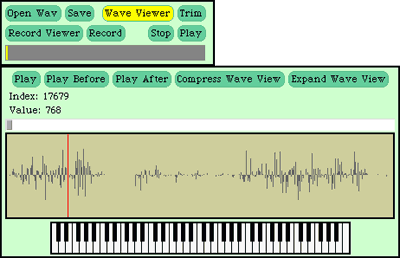 Open Wav Save Wave Viewer Trim
Record Viewer Record Stop Play
Play Play Before Play After Compress Wave View Expand Wave View
Index: 17679
Value: 768